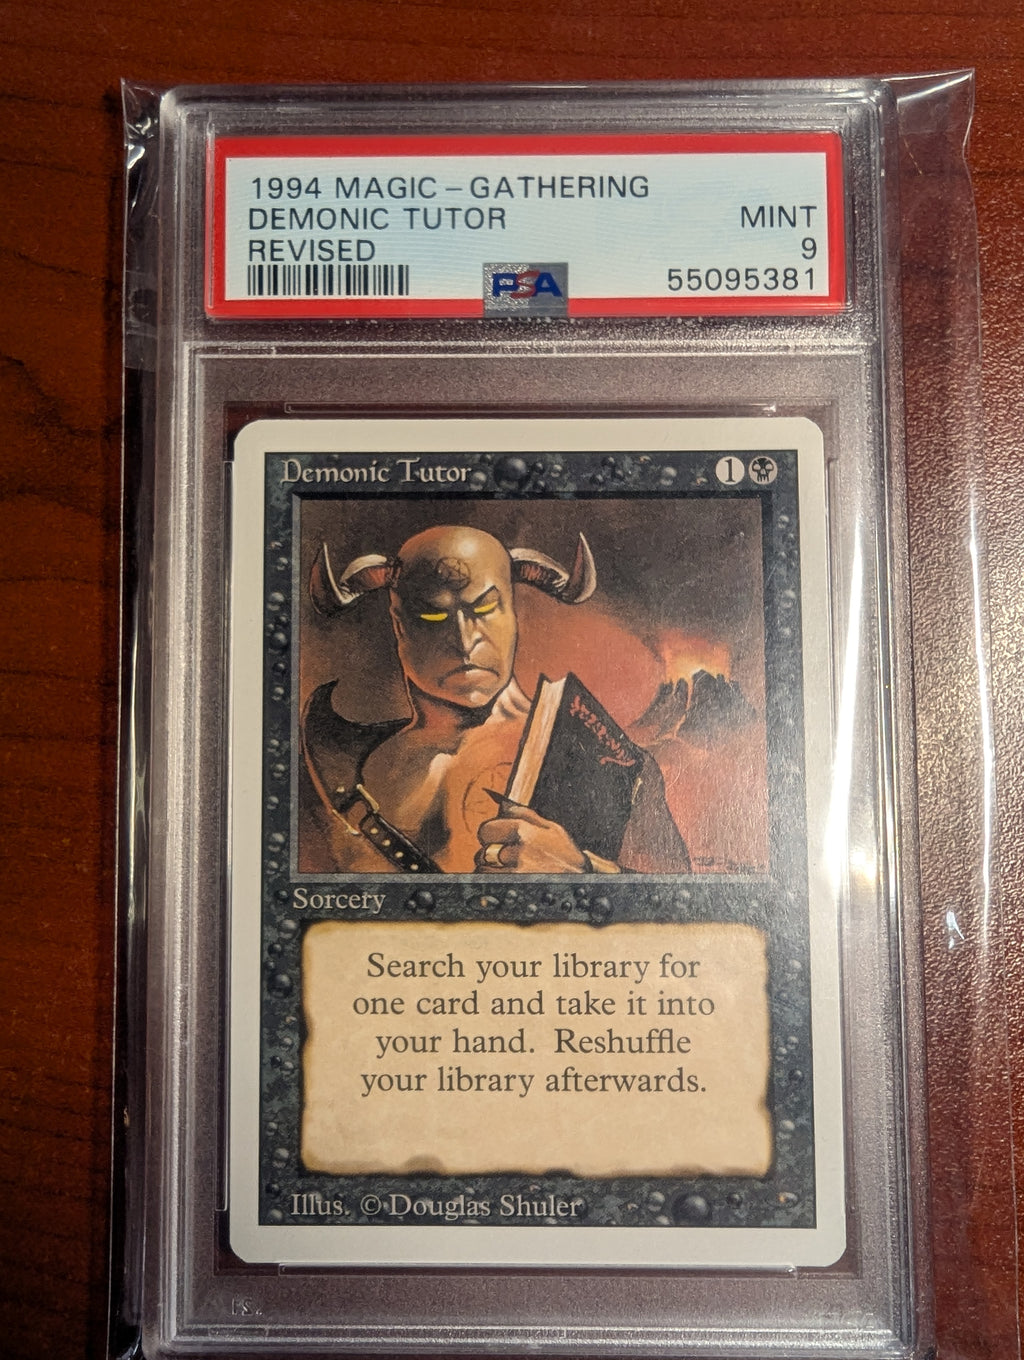 1994 MAGIC - GATHERING
DEMONIC TUTOR
MINT
REVISED
9
PSA
55095381
Demonic Tutor
1
Sorcery
Search your library for
one card and take it into
your hand. Reshuffle
your library afterwards.
Illus. © Douglas Shuler